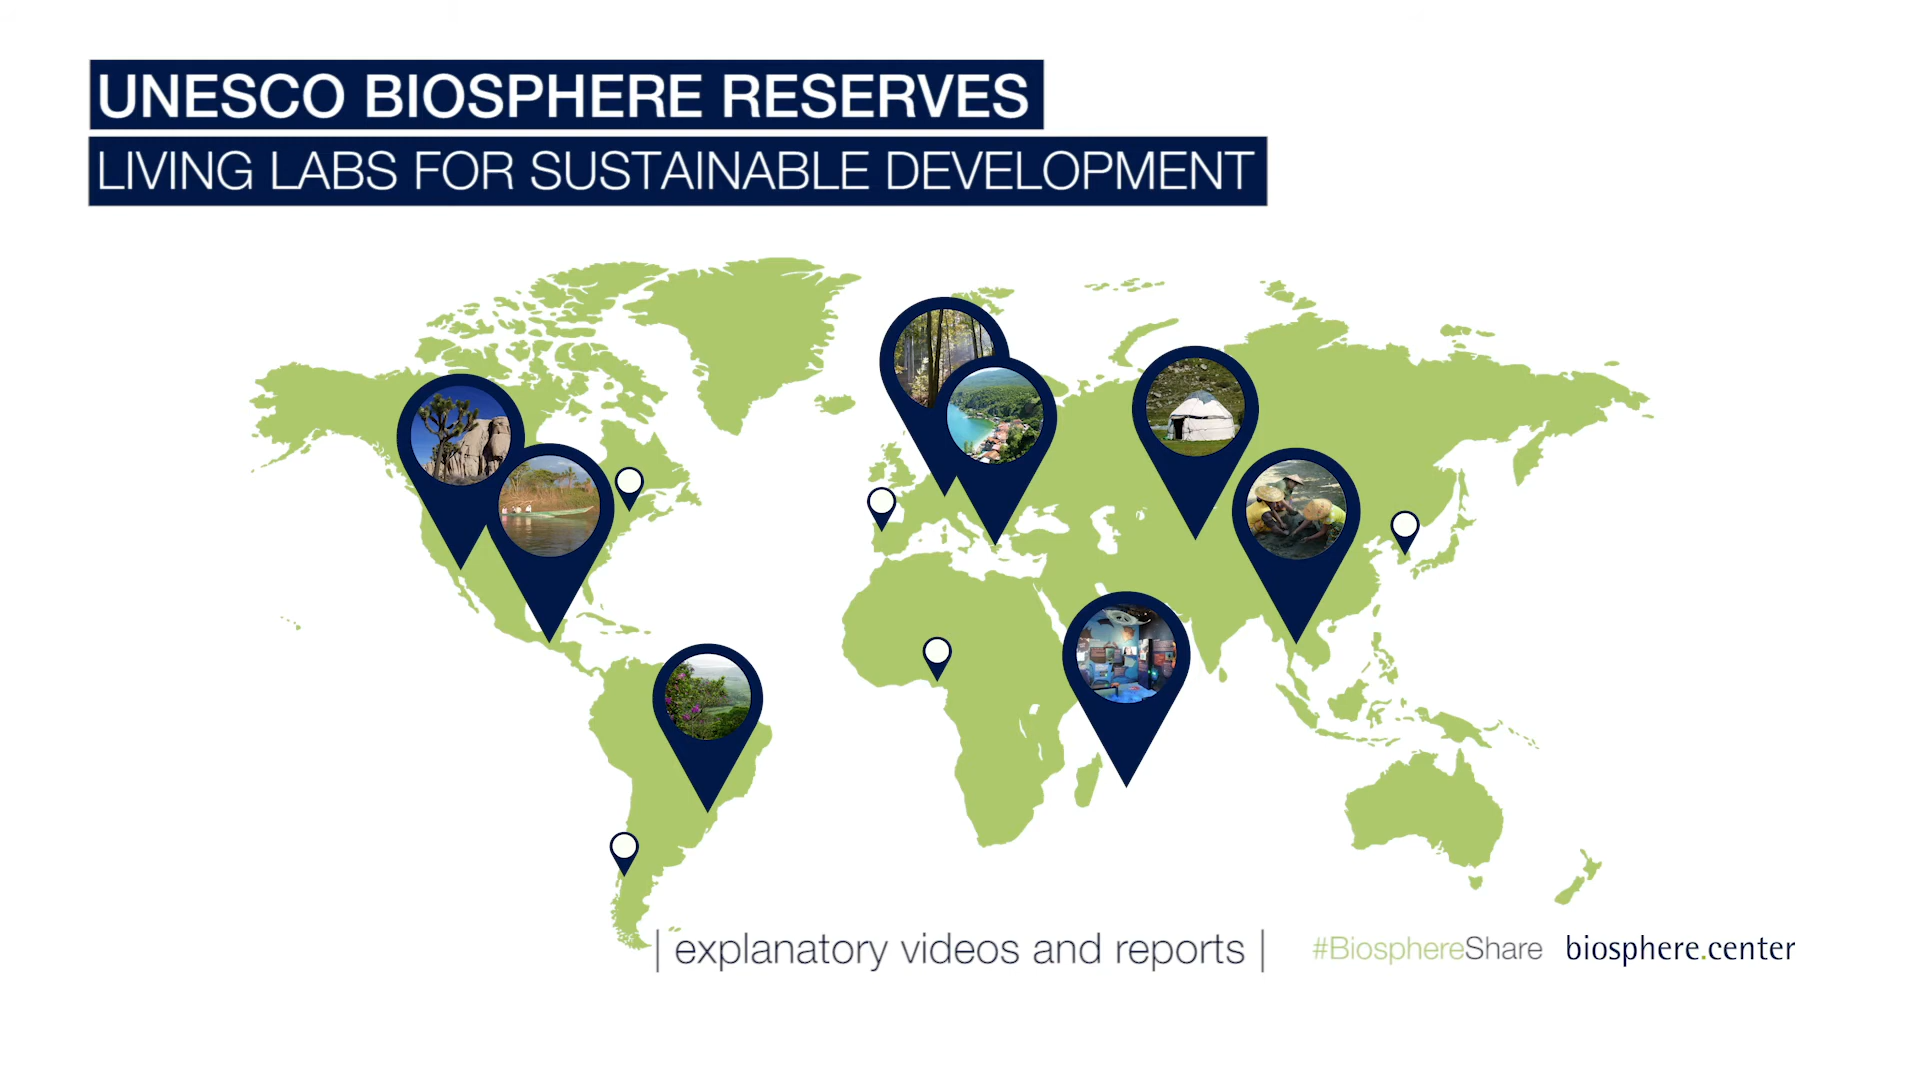 UNESCO BIOSPHERE RESERVES
LIVING LABS FOR SUSTAINABLE DEVELOPMENT
| explanatory videos and reports |
#BiosphereShare
biosphere.center